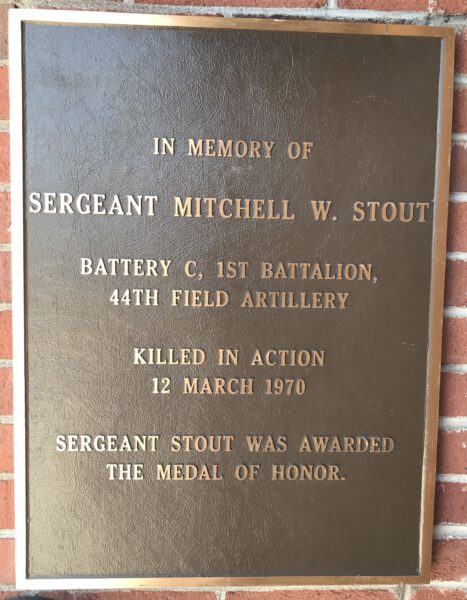 IN MEMORY OF
SERGEANT MITCHELL W. STOUT
BATTERY C, 1ST BATTALION,
44TH FIELD ARTILLERY
KILLED IN ACTION
12 MARCH 1970
SERGEANT STOUT WAS AWARDED
THE MEDAL OF HONOR.